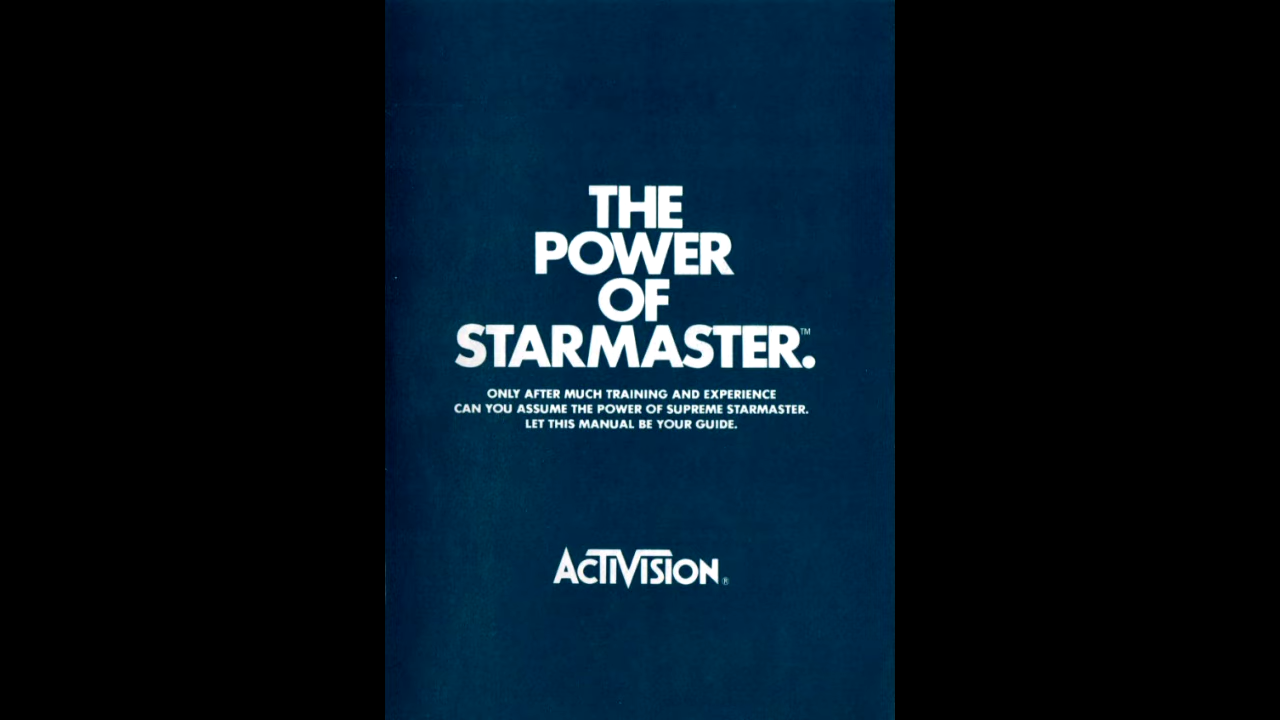 THE
POWER
OF
STARMASTER.™
ONLY AFTER MUCH TRAINING AND EXPERIENCE
CAN YOU ASSUME THE POWER OF SUPREME STARMASTER.
LET THIS MANUAL BE YOUR GUIDE.
ACTIVISION®